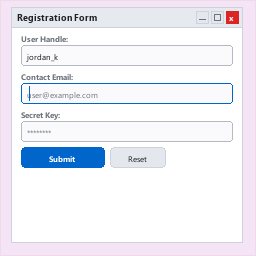 Registration Form
User Handle:
jordan_k
Contact Email:
user@example.com
Secret Key:
********
Submit
Reset